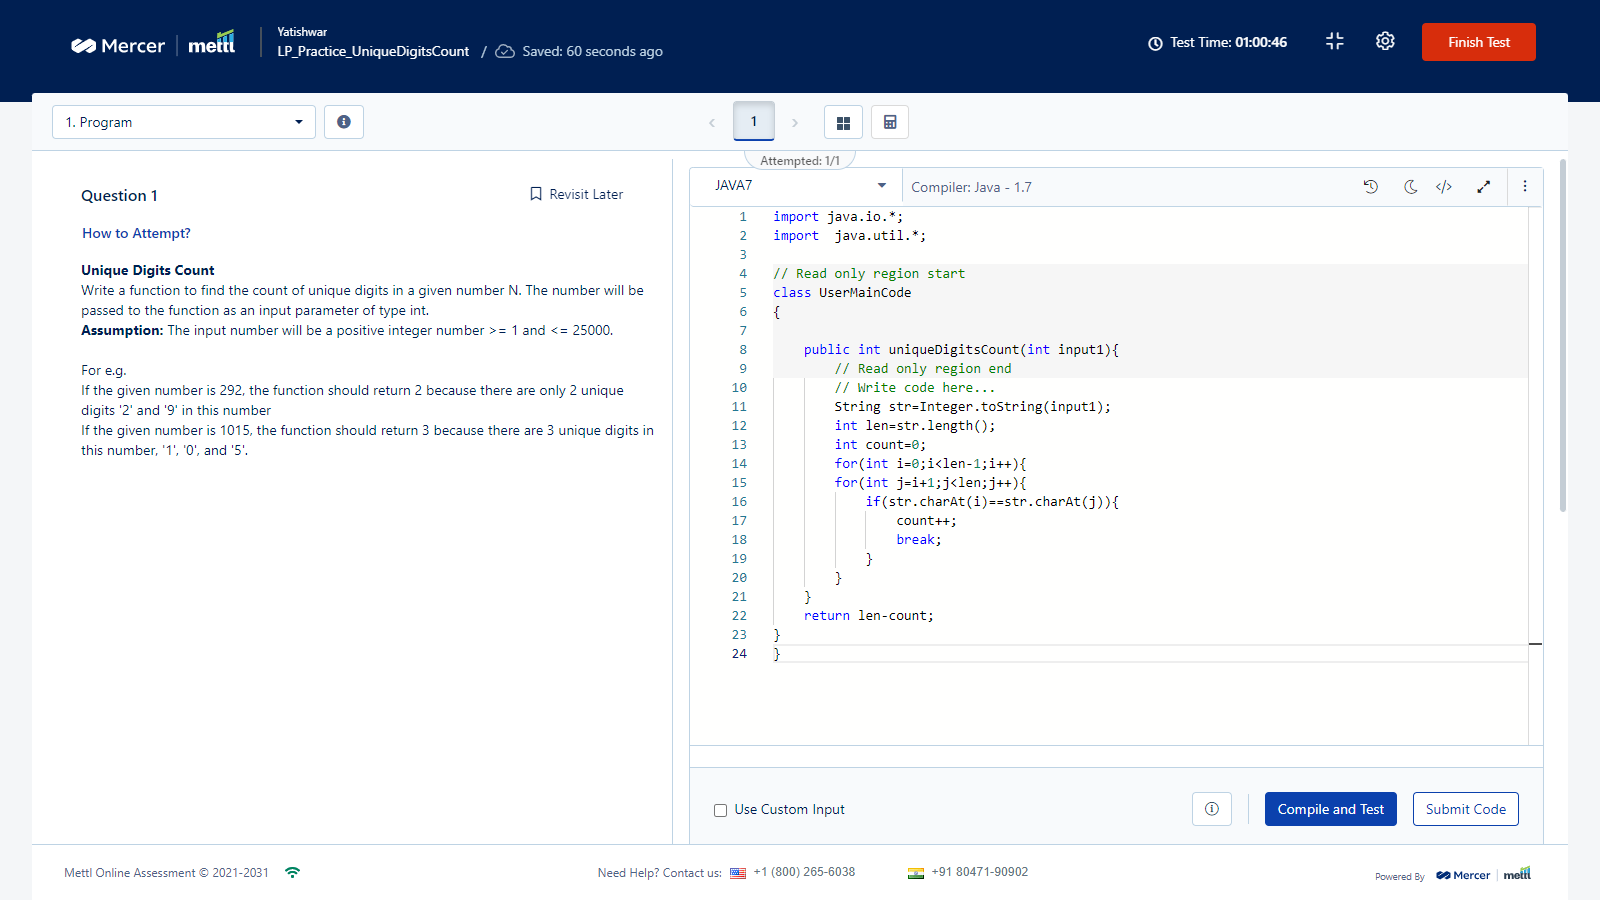 Mercer mettl
Yatishwar
LP_Practice_UniqueDigitsCount / Saved: 60 seconds ago
Test Time: 01:00:46
Finish Test
1. Program
1
Attempted: 1/1
Question 1
Revisit Later
How to Attempt?
Unique Digits Count
Write a function to find the count of unique digits in a given number N. The number will be
passed to the function as an input parameter of type int.
Assumption: The input number will be a positive integer number >= 1 and <= 25000.
For e.g.
If the given number is 292, the function should return 2 because there are only 2 unique
digits '2' and '9' in this number
If the given number is 1015, the function should return 3 because there are 3 unique digits in
this number, '1', '0', and '5'.
JAVA7
Compiler: Java - 1.7
1 import java.io.*;
2 import  java.util.*;
3
4 // Read only region start
5 class UserMainCode
6 {
7
8     public int uniqueDigitsCount(int input1){
9         // Read only region end
10         // Write code here...
11         String str=Integer.toString(input1);
12         int len=str.length();
13         int count=0;
14         for(int i=0;i<len-1;i++){
15         for(int j=i+1;j<len;j++){
16             if(str.charAt(i)==str.charAt(j)){
17                 count++;
18                 break;
19             }
20         }
21     }
22     return len-count;
23 }
24 }
Use Custom Input
Compile and Test
Submit Code
Mettl Online Assessment © 2021-2031
Need Help? Contact us: +1 (800) 265-6038
+91 80471-90902
Powered By Mercer mettl